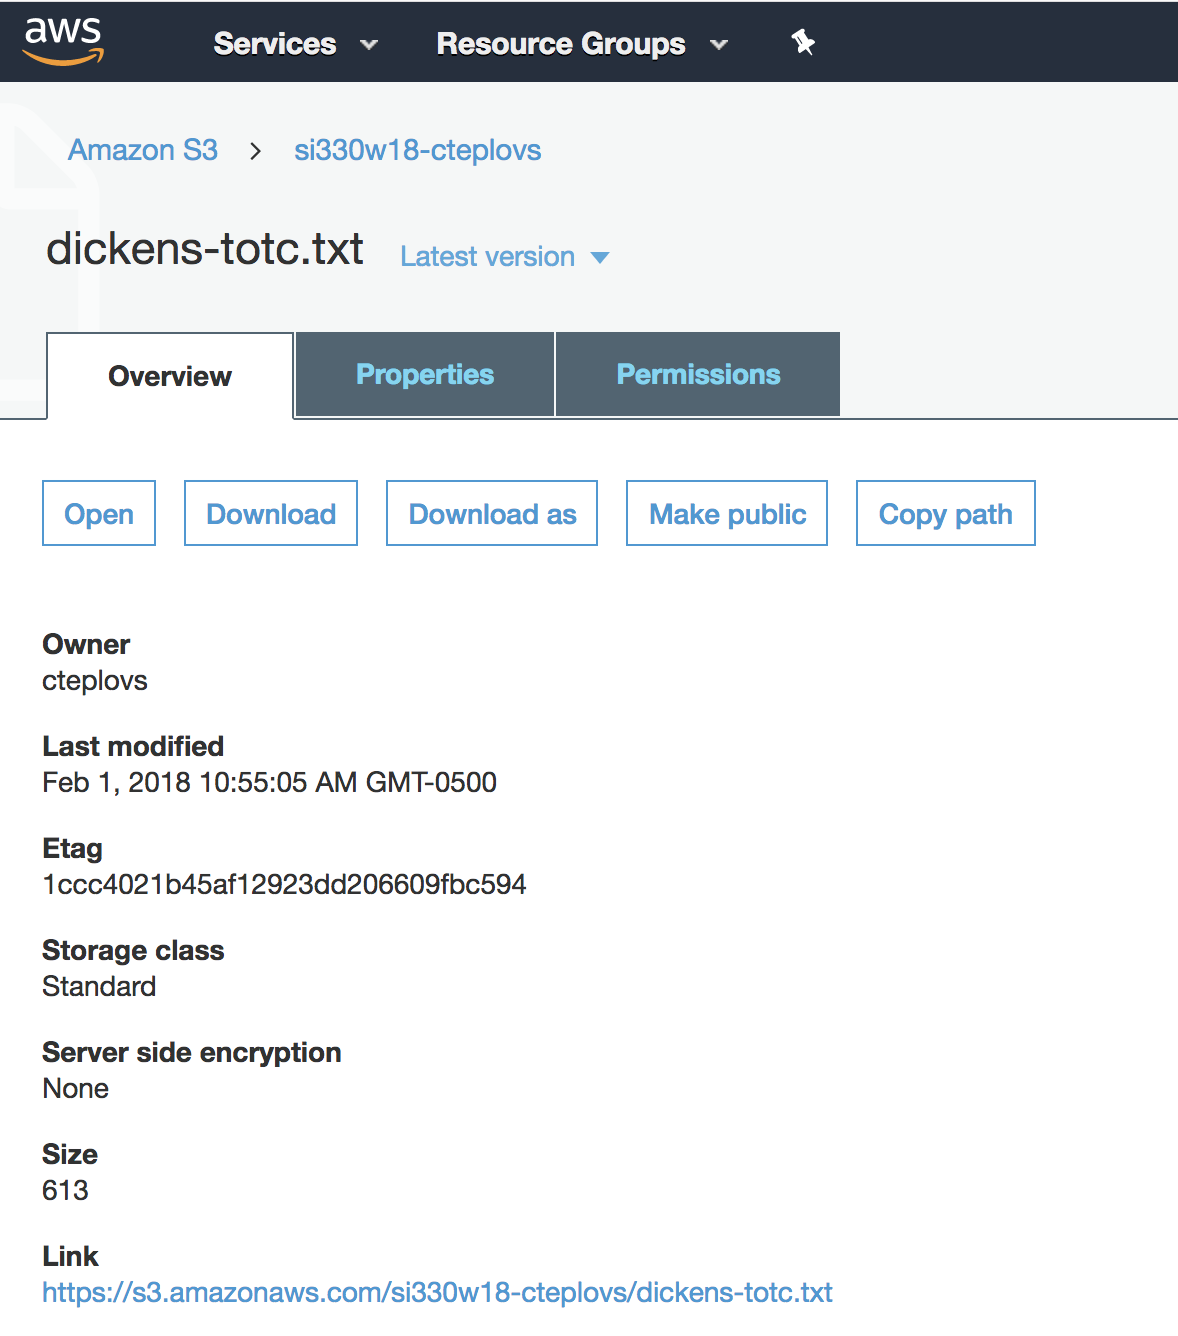 aws Services Resource Groups
Amazon S3 > si330w18-cteplovs
dickens-totc.txt Latest version
Overview Properties Permissions
Open Download Download as Make public Copy path
Owner
cteplovs
Last modified
Feb 1, 2018 10:55:05 AM GMT-0500
Etag
1ccc4021b45af12923dd206609fbc594
Storage class
Standard
Server side encryption
None
Size
613
Link
https://s3.amazonaws.com/si330w18-cteplovs/dickens-totc.txt